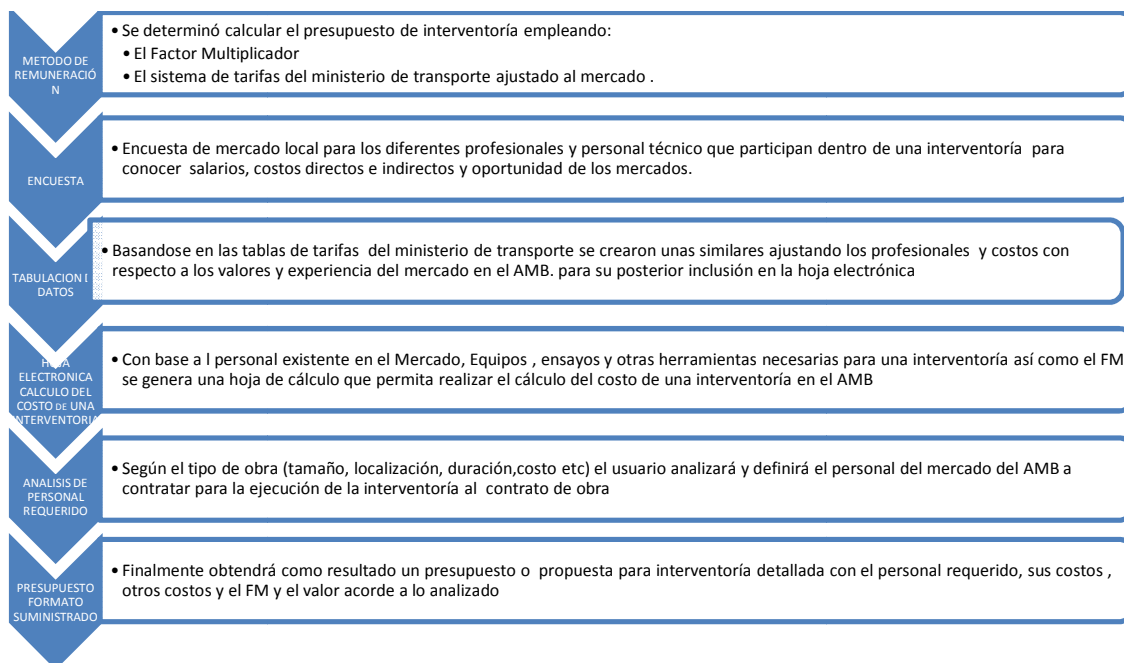 METODO DE
REMUNERACIÓ
N
• Se determinó calcular el presupuesto de interventoría empleando:
• El Factor Multiplicador
• El sistema de tarifas del ministerio de transporte ajustado al mercado .
ENCUESTA
• Encuesta de mercado local para los diferentes profesionales y personal técnico que participan dentro de una interventoría para
conocer salarios, costos directos e indirectos y oportunidad de los mercados.
TABULACION
DATOS
• Basandose en las tablas de tarifas del ministerio de transporte se crearon unas similares ajustando los profesionales y costos con
respecto a los valores y experiencia del mercado en el AMB. para su posterior inclusión en la hoja electrónica
HOJA
ELECTRONICA
CALCULO DEL
COSTO DE UNA
INTERVENTORIA
• Con base a l personal existente en el Mercado, Equipos , ensayos y otras herramientas necesarias para una interventoría así como el FM
se genera una hoja de cálculo que permita realizar el cálculo del costo de una interventoría en el AMB
ANALISIS DE
PERSONAL
REQUERIDO
• Según el tipo de obra (tamaño, localización, duración,costo etc) el usuario analizará y definirá el personal del mercado del AMB a
contratar para la ejecución de la interventoría al contrato de obra
PRESUPUESTO
FORMATO
SUMINISTRADO
• Finalmente obtendrá como resultado un presupuesto o propuesta para interventoría detallada con el personal requerido, sus costos ,
otros costos y el FM y el valor acorde a lo analizado